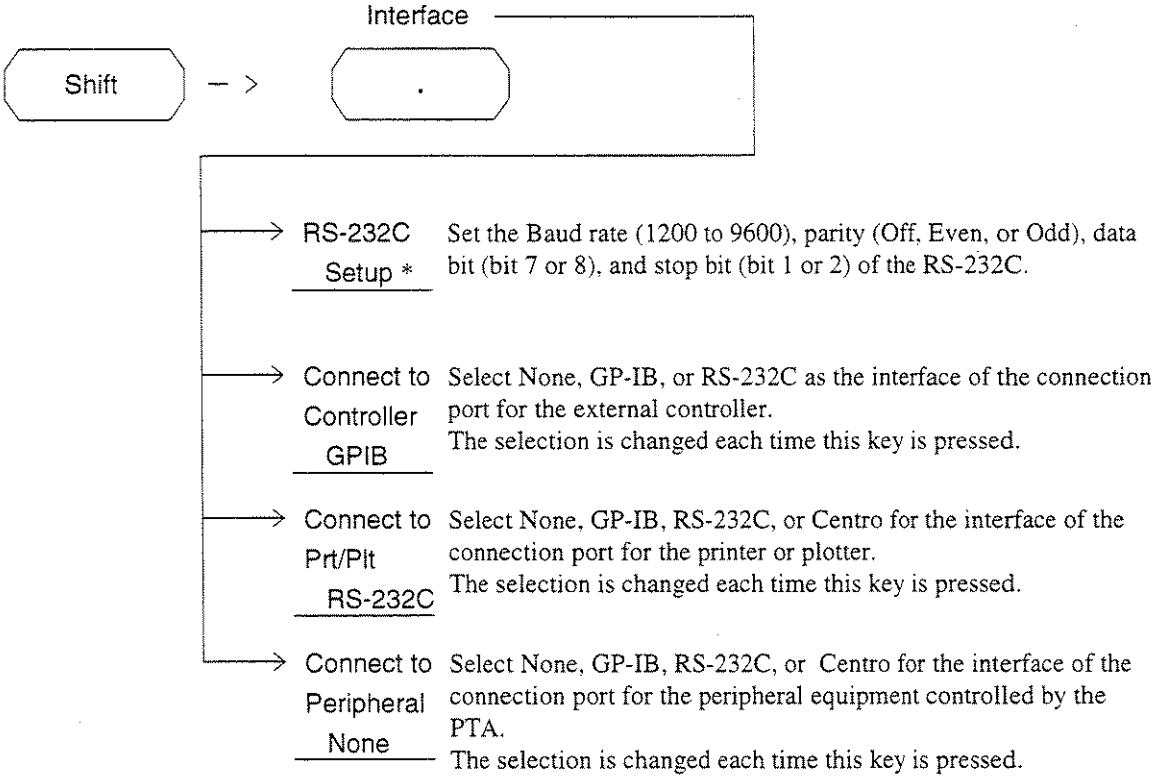 Interface
Shift
- >
.
RS-232C
Setup *
Set the Baud rate (1200 to 9600), parity (Off, Even, or Odd), data
bit (bit 7 or 8), and stop bit (bit 1 or 2) of the RS-232C.
Connect to
Controller
GPIB
Select None, GP-IB, or RS-232C as the interface of the connection
port for the external controller.
The selection is changed each time this key is pressed.
Connect to
Prt/Plt
RS-232C
Select None, GP-IB, RS-232C, or Centro for the interface of the
connection port for the printer or plotter.
The selection is changed each time this key is pressed.
Connect to
Peripheral
None
Select None, GP-IB, RS-232C, or Centro for the interface of the
connection port for the peripheral equipment controlled by the
PTA.
The selection is changed each time this key is pressed.